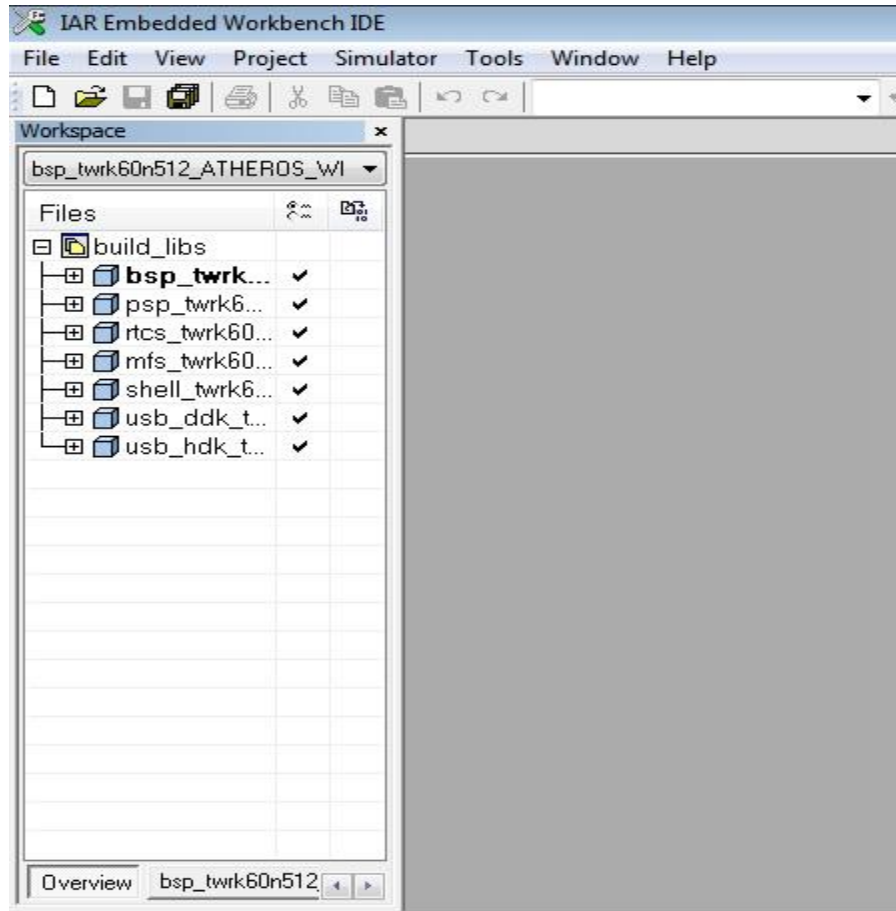 IAR Embedded Workbench IDE
File Edit View Project Simulator Tools Window Help
Workspace
bsp_twrk60n512_ATHEROS_WI
Files
build_libs
bsp_twrk...
psp_twrk6...
rtcs_twrk60...
mfs_twrk60...
shell_twrk6...
usb_ddk_t...
usb_hdk_t...
Overview bsp_twrk60n512